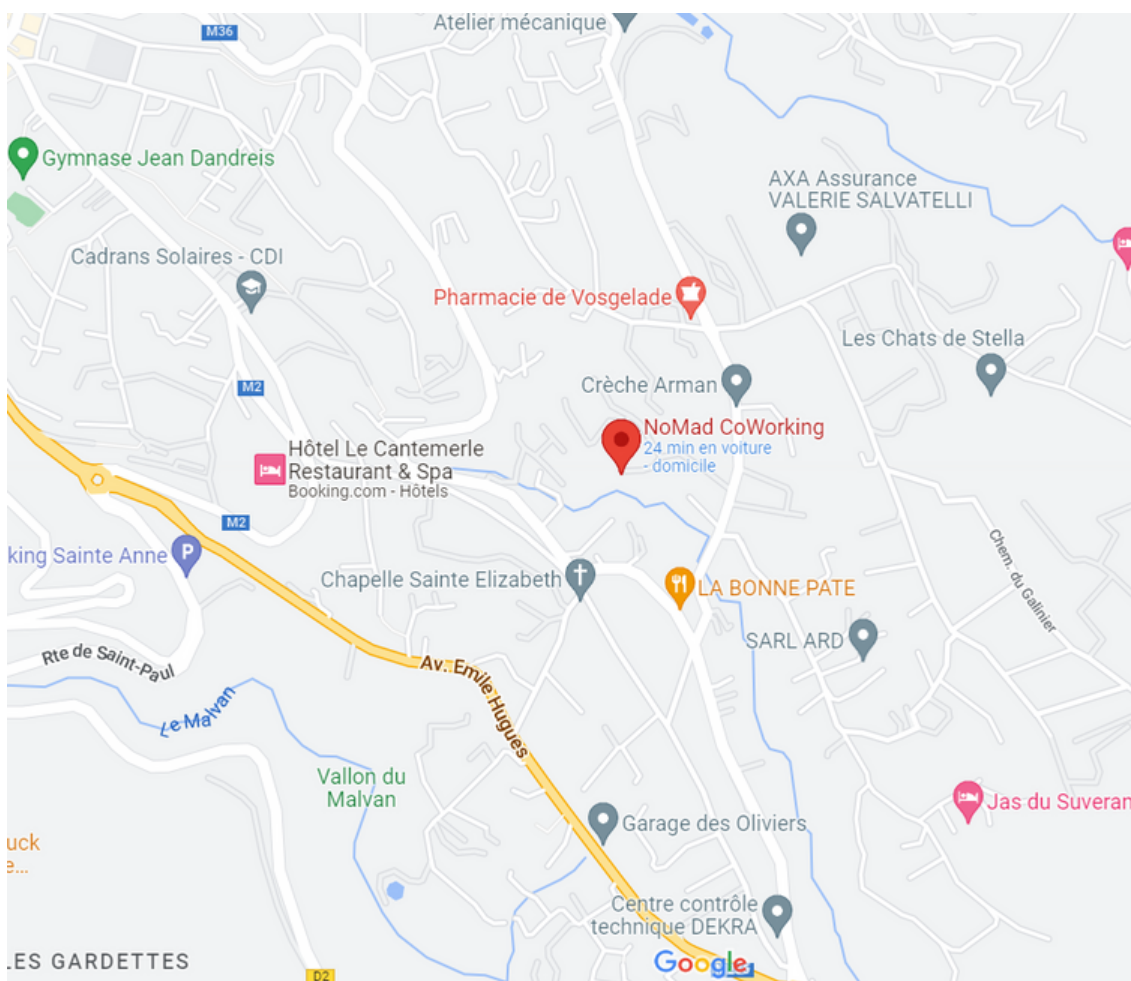 Atelier mécanique
M36
Gymnase Jean Dandreis
AXA Assurance
VALERIE SALVATELLI
Cadrans Solaires - CDI
Pharmacie de Vosgelade
Les Chats de Stella
Crèche Arman
M2
NoMad CoWorking
24 min en voiture
- domicile
Hôtel Le Cantemerle
Restaurant & Spa
Booking.com - Hôtels
M2
king Sainte Anne
P
Chapelle Sainte Elizabeth
LA BONNE PATE
Chem. du Galinier
SARL ARD
Rte de Saint-Paul
Av. Emile Hugues
Le Malvan
Vallon du
Malvan
Jas du Suveran
Garage des Oliviers
uck
e...
Centre contrôle
technique DEKRA
LES GARDETTES
Google
D2